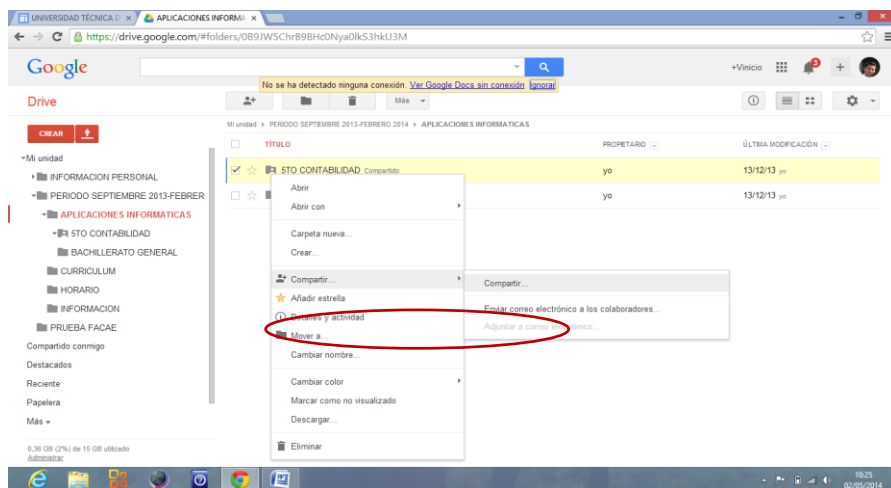 UNIVERSIDAD TÉCNICA D
APLICACIONES INFORMA
https://drive.google.com/#folders/0B9JW5ChrB9BHc0Nya0lkS3hkU3M
Google
+Vinicio
3
No se ha detectado ninguna conexión. Ver Google Docs sin conexión Ignorar
Drive
Más
Mi unidad PERIODO SEPTIEMBRE 2013-FEBRERO 2014 APLICACIONES INFORMATICAS
CREAR
TÍTULO PROPIETARIO ÚLTIMA MODIFICACIÓN
Mi unidad
INFORMACION PERSONAL
PERIODO SEPTIEMBRE 2013-FEBRER
APLICACIONES INFORMATICAS
5TO CONTABILIDAD
BACHILLERATO GENERAL
CURRICULUM
HORARIO
INFORMACION
PRUEBA FACAE
Compartido conmigo
Destacados
Reciente
Papelera
Más
0,36 GB (2%) de 15 GB utilizado
Administrar
5TO CONTABILIDAD Compartido yo 13/12/13 yo
yo 13/12/13 yo
Abrir
Abrir con
Carpeta nueva...
Crear...
Compartir...
Añadir estrella
Detalles y actividad
Mover a...
Cambiar nombre...
Cambiar color
Marcar como no visualizado
Descargar...
Eliminar
Compartir...
Enviar correo electrónico a los colaboradores...
Adjuntar a correo electrónico...
10:25
02/05/2014